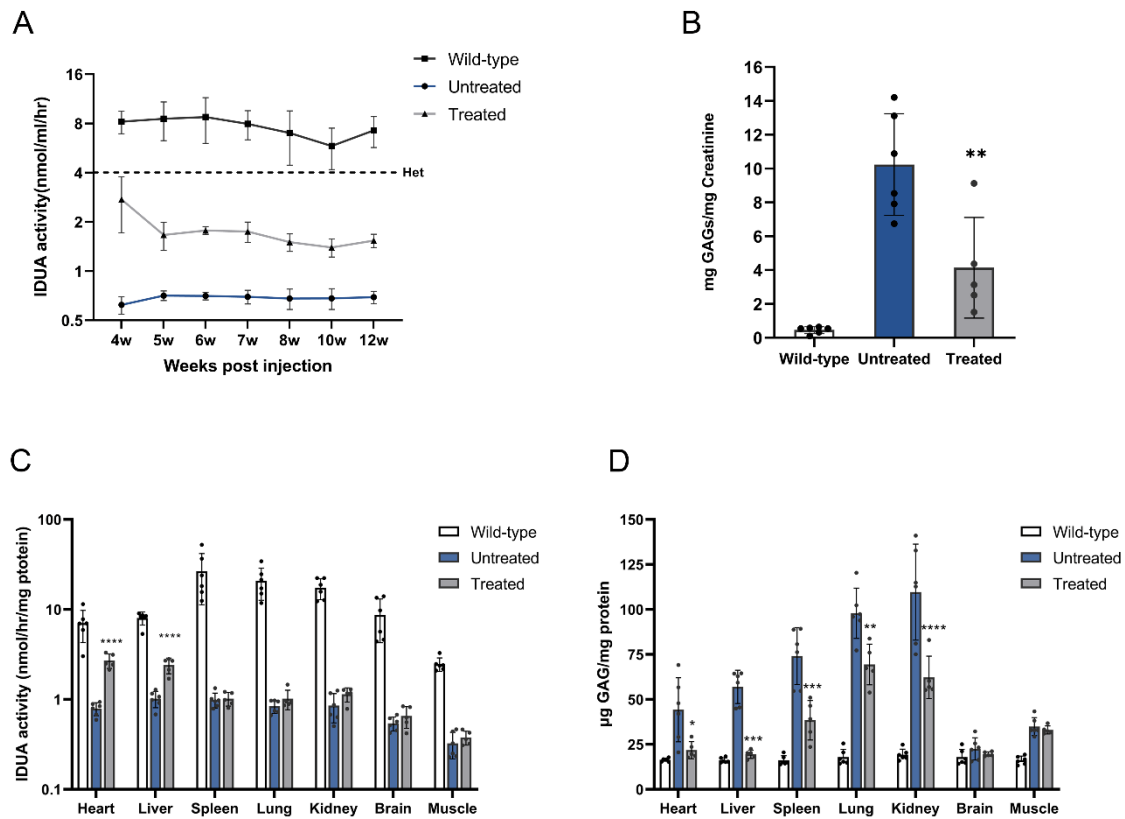 A
IDUA activity(nmol/ml/hr)
16
8
4
2
1
0.5
Het
4w 5w 6w 7w 8w 10w 12w
Weeks post injection
Wild-type
Untreated
Treated
B
mg GAGs/mg Creatinine
16
14
12
10
8
6
4
2
0
**
Wild-type Untreated Treated
C
IDUA activity (nmol/hr/mg ptotein)
100
10
1
0.1
**** ****
Heart Liver Spleen Lung Kidney Brain Muscle
Wild-type
Untreated
Treated
D
µg GAG/mg protein
150
125
100
75
50
25
0
* *** *** ** ****
Heart Liver Spleen Lung Kidney Brain Muscle
Wild-type
Untreated
Treated